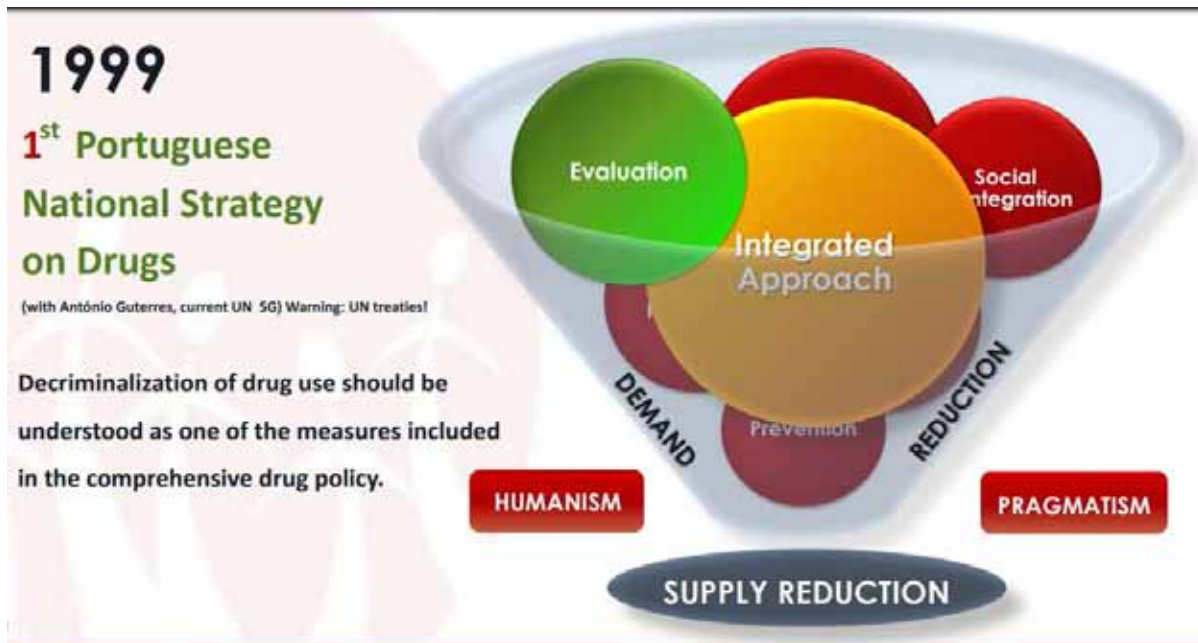 1999
1st Portuguese
National Strategy
on Drugs
(with António Guterres, current UN SG) Warning: UN treaties!
Decriminalization of drug use should be
understood as one of the measures included
in the comprehensive drug policy.
Evaluation
Social
ntegration
Integrated
Approach
Prevention
DEMAND
REDUCTION
HUMANISM
PRAGMATISM
SUPPLY REDUCTION